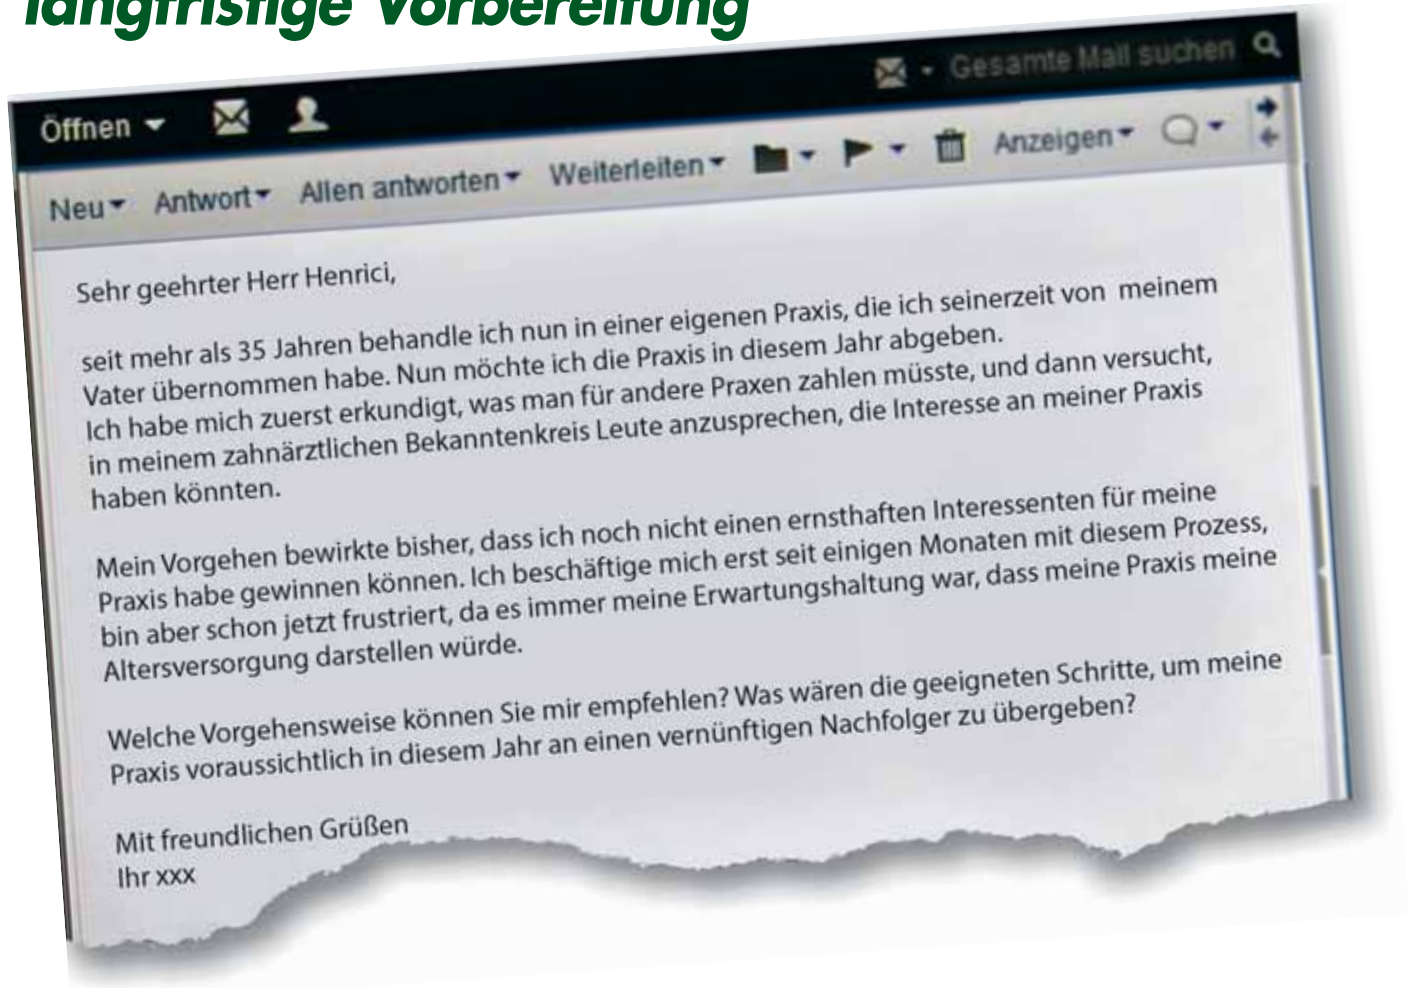 langfristige Vorbereitung
Gesamte Mail suchen
Öffnen
Neu Antwort Allen antworten Weiterleiten Anzeigen
Sehr geehrter Herr Henrici,
seit mehr als 35 Jahren behandle ich nun in einer eigenen Praxis, die ich seinerzeit von meinem
Vater übernommen habe. Nun möchte ich die Praxis in diesem Jahr abgeben.
Ich habe mich zuerst erkundigt, was man für andere Praxen zahlen müsste, und dann versucht,
in meinem zahnärztlichen Bekanntenkreis Leute anzusprechen, die Interesse an meiner Praxis
haben könnten.
Mein Vorgehen bewirkte bisher, dass ich noch nicht einen ernsthaften Interessenten für meine
Praxis habe gewinnen können. Ich beschäftige mich erst seit einigen Monaten mit diesem Prozess,
bin aber schon jetzt frustriert, da es immer meine Erwartungshaltung war, dass meine Praxis meine
Altersversorgung darstellen würde.
Welche Vorgehensweise können Sie mir empfehlen? Was wären die geeigneten Schritte, um meine
Praxis voraussichtlich in diesem Jahr an einen vernünftigen Nachfolger zu übergeben?
Mit freundlichen Grüßen
Ihr xxx